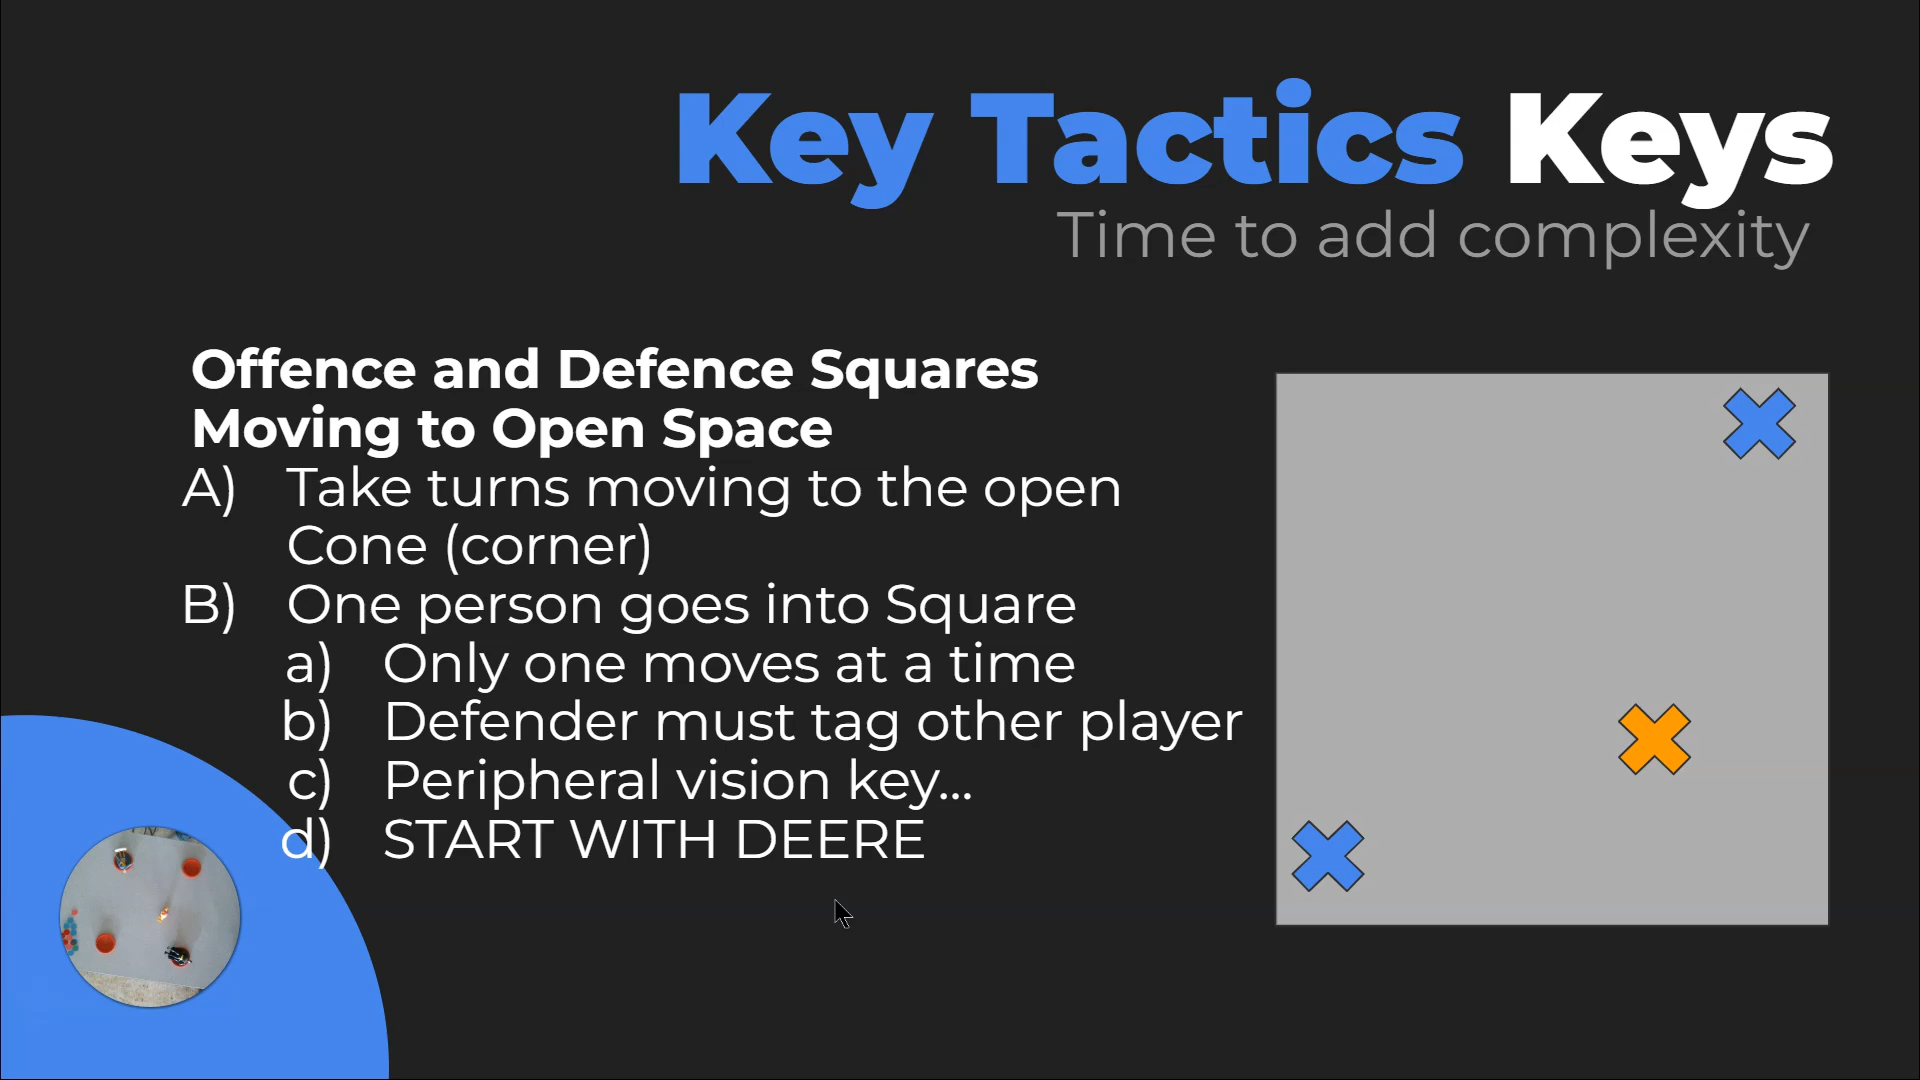 Key Tactics Keys
Time to add complexity
Offence and Defence Squares
Moving to Open Space
A) Take turns moving to the open
Cone (corner)
B) One person goes into Square
a) Only one moves at a time
b) Defender must tag other player
c) Peripheral vision key...
d) START WITH DEERE